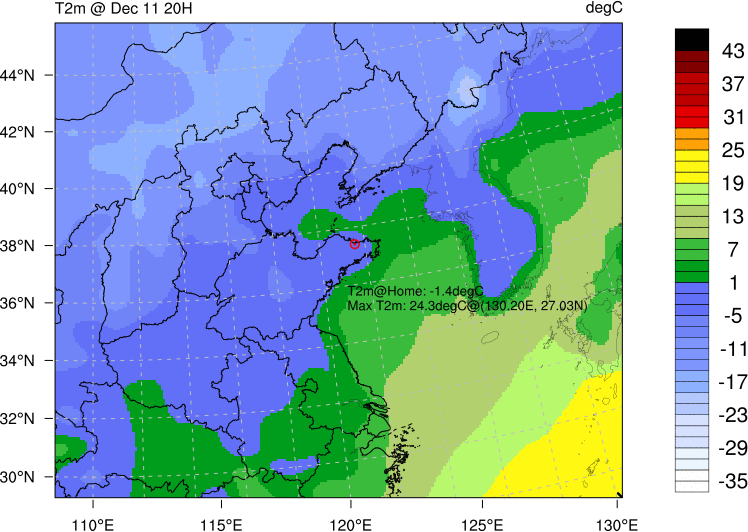 T2m @ Dec 11 20H
degC
44°N
42°N
40°N
38°N
36°N
34°N
32°N
30°N
T2m@Home: -1.4degC
Max T2m: 24.3degC@(130.20E, 27.03N)
110°E
115°E
120°E
125°E
130°E
43
37
31
25
19
13
7
1
-5
-11
-17
-23
-29
-35